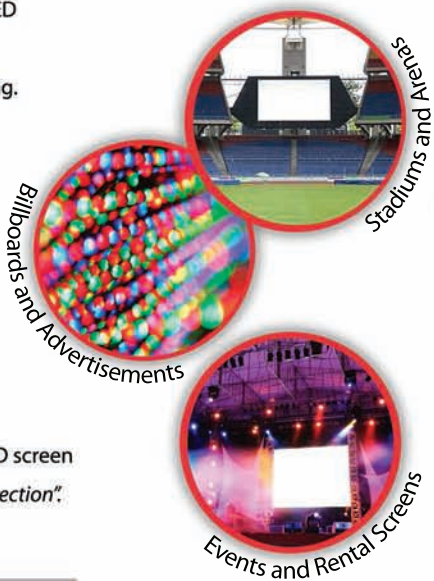 ED
g.
Stadiums and Arenas
Billboards and Advertisements
D screen
ection".
Events and Rental Screens